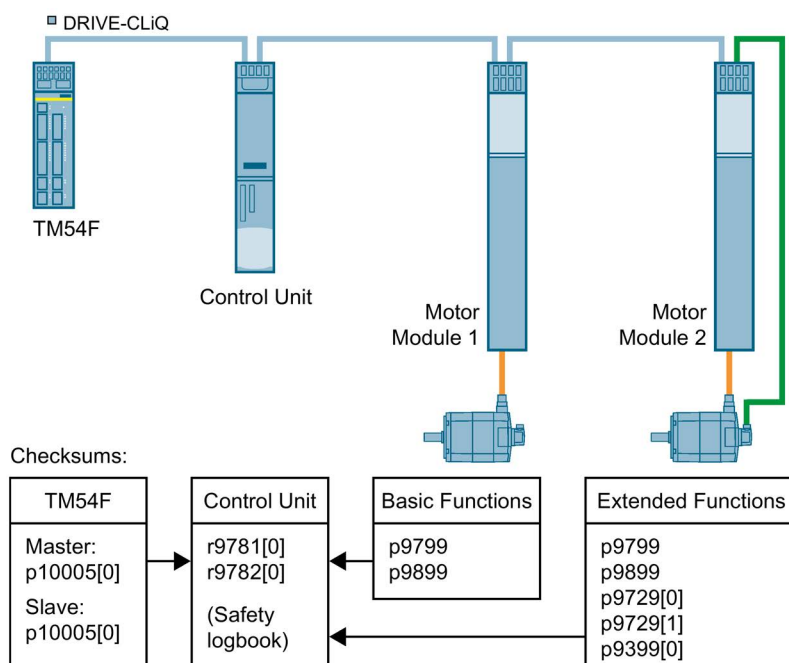 DRIVE-CLiQ
TM54F
Control Unit
Motor
Module 1
Motor
Module 2
Checksums:
TM54F
Master:
p10005[0]
Slave:
p10005[0]
Control Unit
r9781[0]
r9782[0]
(Safety
logbook)
Basic Functions
p9799
p9899
Extended Functions
p9799
p9899
p9729[0]
p9729[1]
p9399[0]